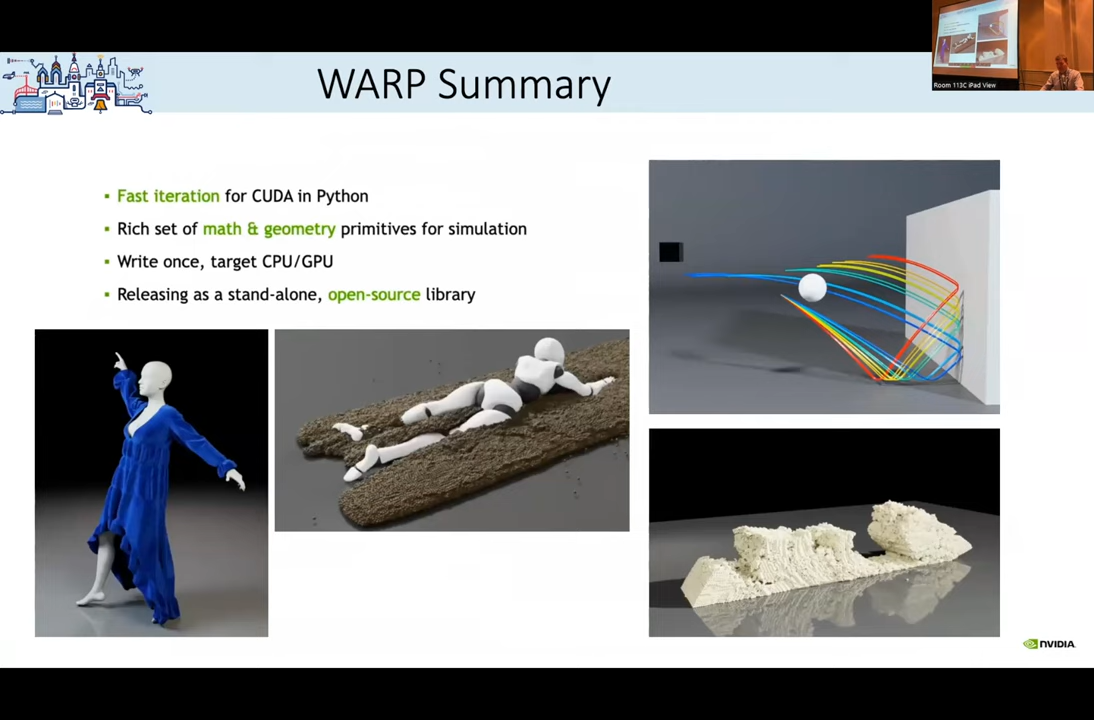 WARP Summary
Room 113C iPad View
▪ Fast iteration for CUDA in Python
▪ Rich set of math & geometry primitives for simulation
▪ Write once, target CPU/GPU
▪ Releasing as a stand-alone, open-source library
NVIDIA